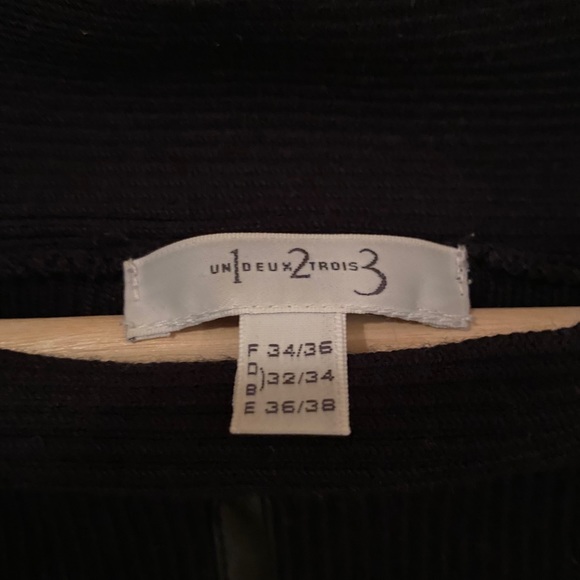 UN1DEUX2TROIS3
F 34/36
D
B )32/34
E 36/38